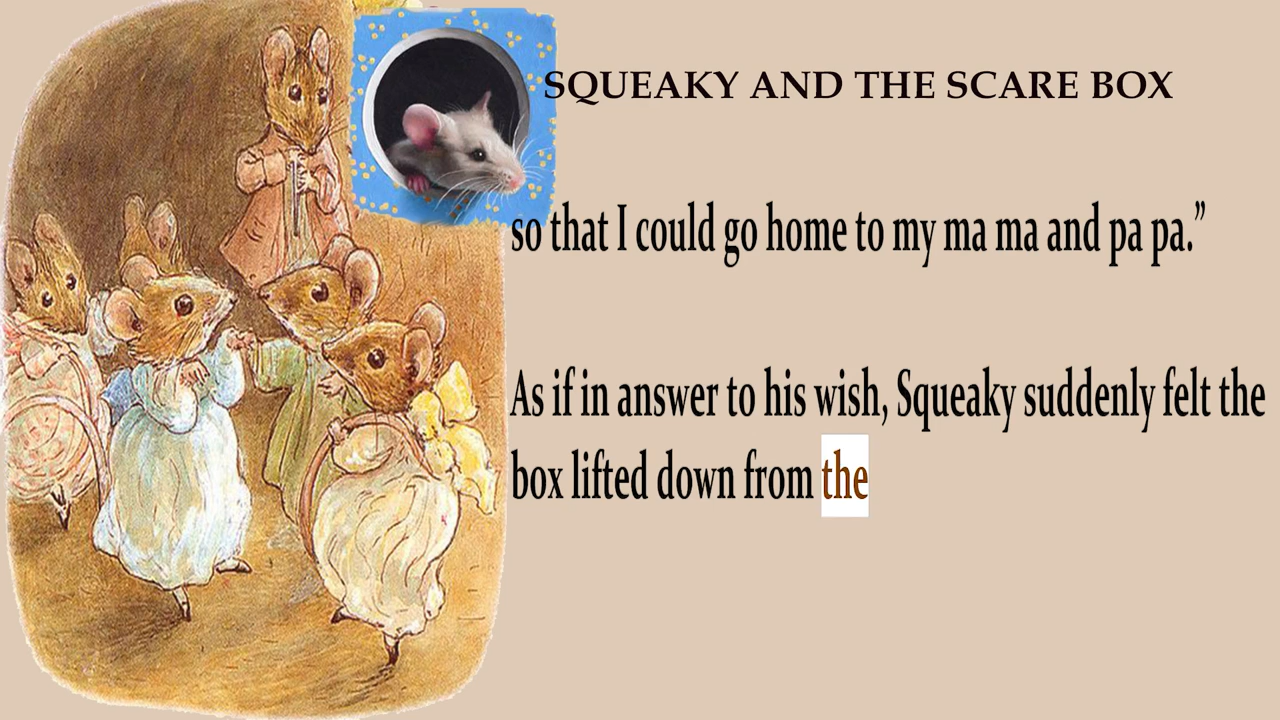 SQUEAKY AND THE SCARE BOX
so that I could go home to my ma ma and pa pa.”
As if in answer to his wish, Squeaky suddenly felt the
box lifted down from the